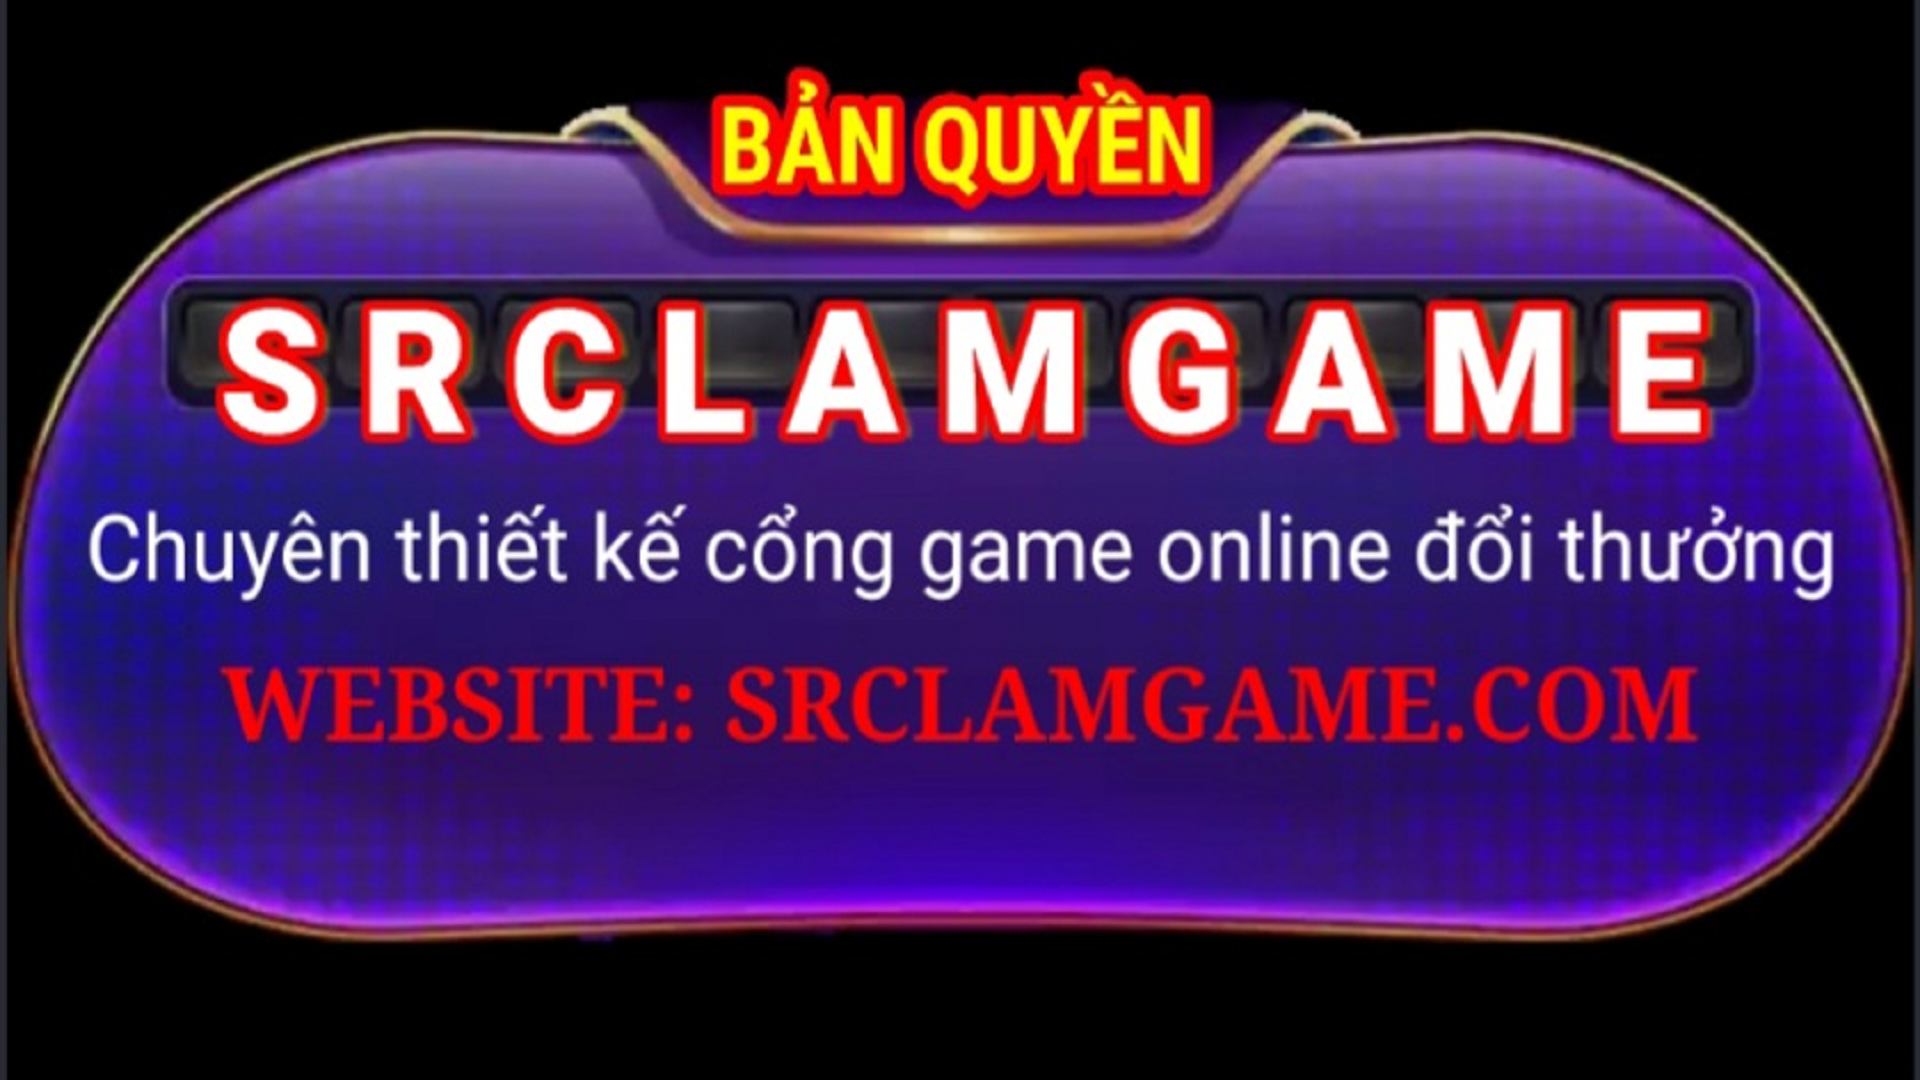 BẢN QUYỀN
SRCLAMGAME
Chuyên thiết kế cổng game online đổi thưởng
WEBSITE: SRCLAMGAME.COM